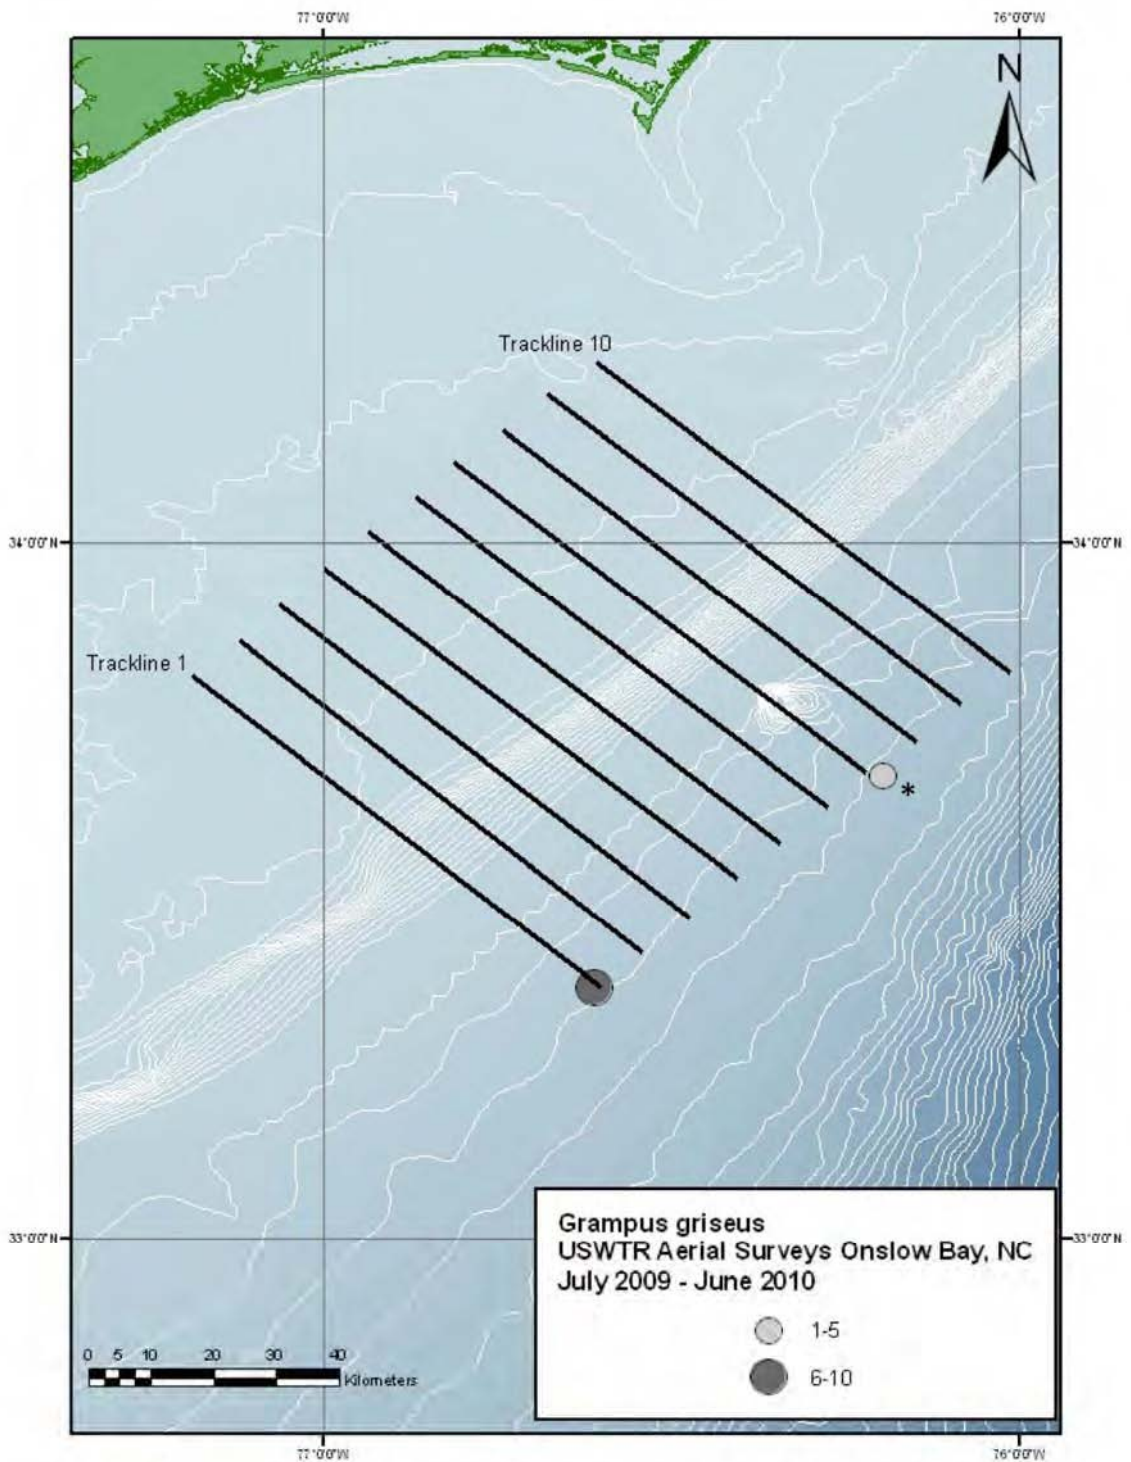 77°0'0"W 76°0'0"W
N
Trackline 10
34°0'0"N 34°0'0"N
Trackline 1
*
33°0'0"N 33°0'0"N
Grampus griseus
USWTR Aerial Surveys Onslow Bay, NC
July 2009 - June 2010
1-5
6-10
0 5 10 20 30 40
Kilometers
77°0'0"W 76°0'0"W